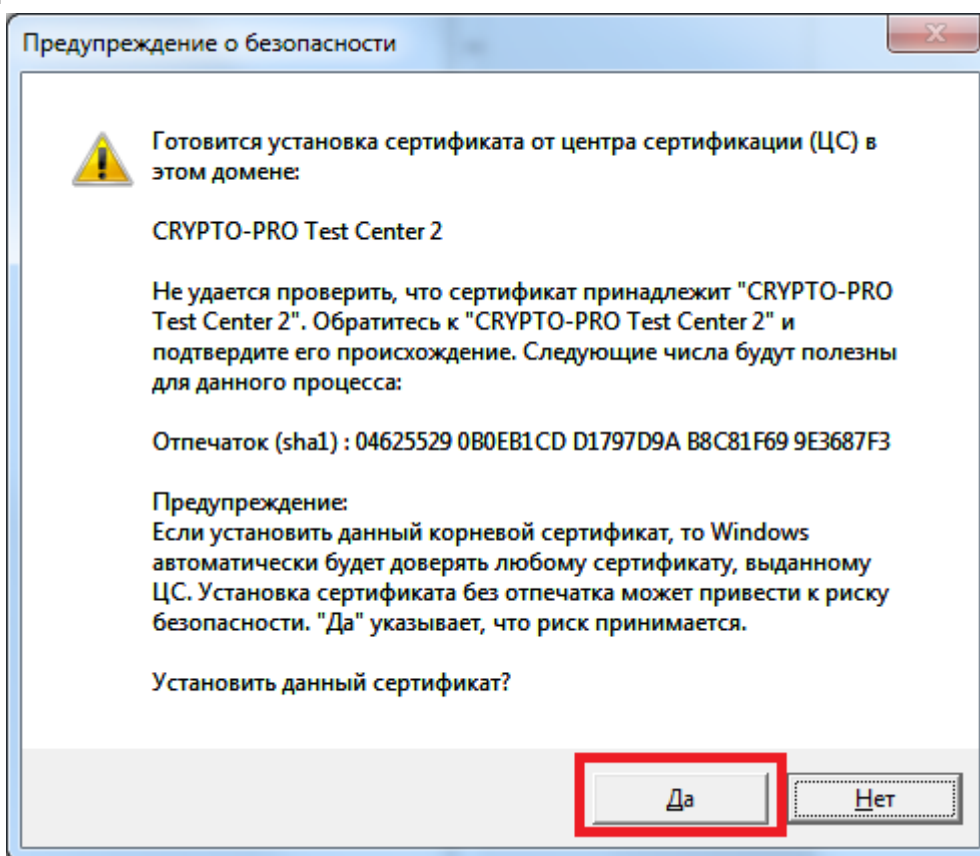 Предупреждение о безопасности
Готовится установка сертификата от центра сертификации (ЦС) в
этом домене:
CRYPTO-PRO Test Center 2
Не удается проверить, что сертификат принадлежит "CRYPTO-PRO
Test Center 2". Обратитесь к "CRYPTO-PRO Test Center 2" и
подтвердите его происхождение. Следующие числа будут полезны
для данного процесса:
Отпечаток (sha1) : 04625529 0B0EB1CD D1797D9A B8C81F69 9E3687F3
Предупреждение:
Если установить данный корневой сертификат, то Windows
автоматически будет доверять любому сертификату, выданному
ЦС. Установка сертификата без отпечатка может привести к риску
безопасности. "Да" указывает, что риск принимается.
Установить данный сертификат?
Да
Нет